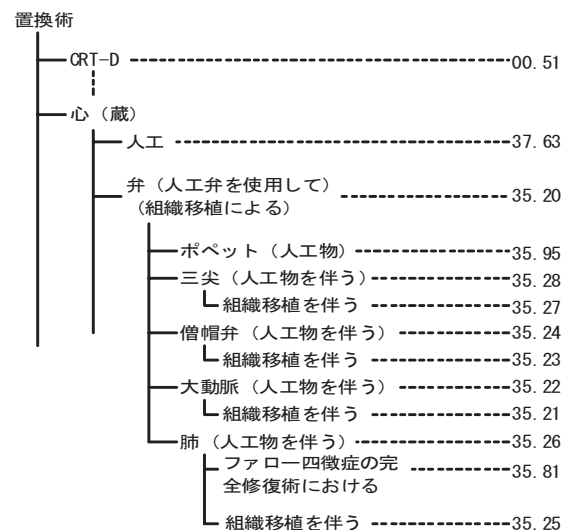 置換術
CRT-D 00.51
心（蔵）
人工 37.63
弁（人工弁を使用して） 35.20
（組織移植による）
ポペット（人工物） 35.95
三尖（人工物を伴う） 35.28
組織移植を伴う 35.27
僧帽弁（人工物を伴う） 35.24
組織移植を伴う 35.23
大動脈（人工物を伴う） 35.22
組織移植を伴う 35.21
肺（人工物を伴う） 35.26
ファロー四徴症の完 35.81
全修復術における
組織移植を伴う 35.25